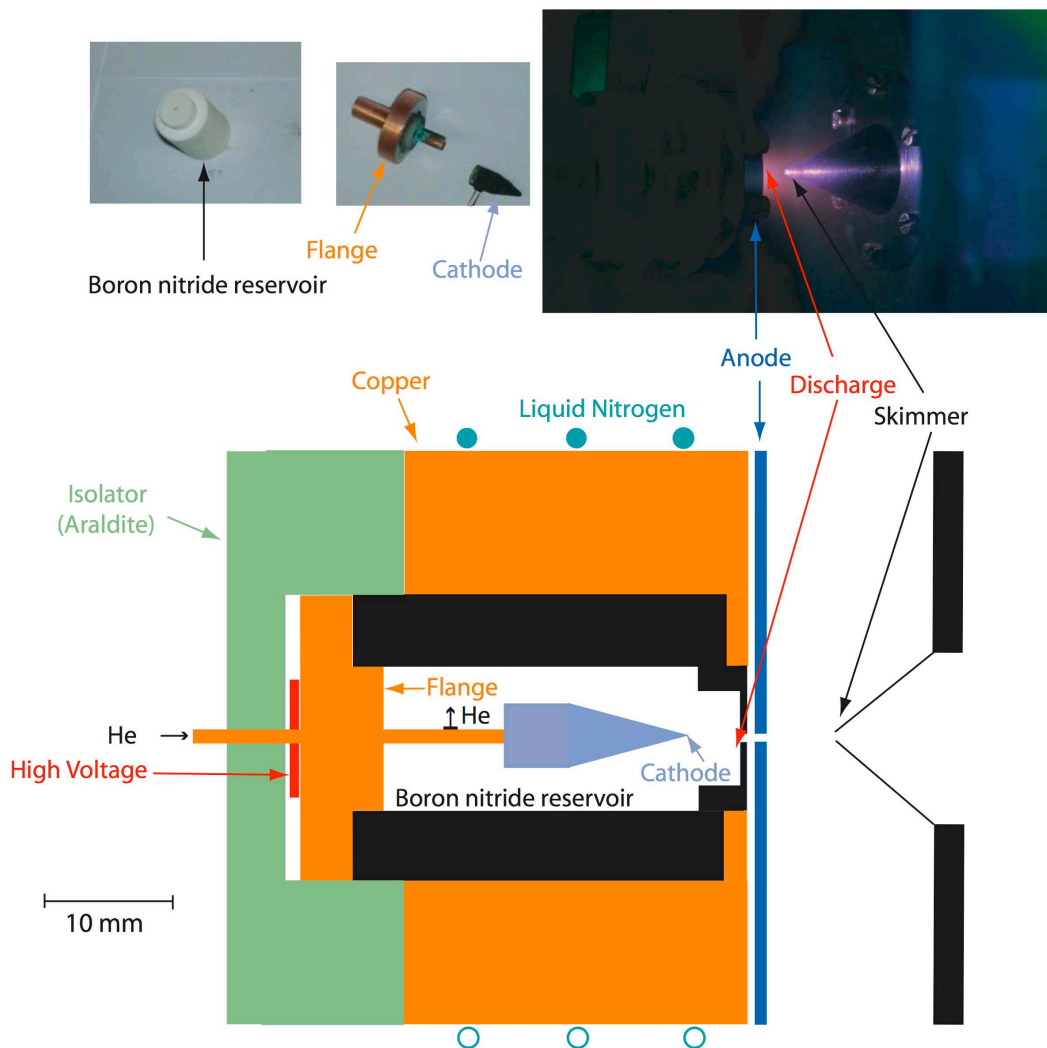 Flange
Cathode
Boron nitride reservoir
Anode
Copper
Discharge
Liquid Nitrogen
Skimmer
Isolator
(Araldite)
Flange
He
He
High Voltage
Cathode
Boron nitride reservoir
10 mm